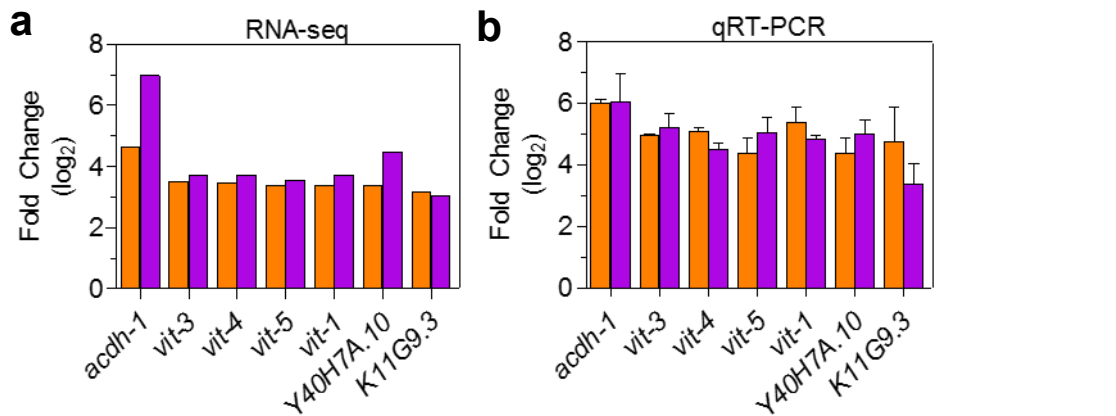 a
RNA-seq
Fold Change
(log2)
8
6
4
2
0
acdh-1
vit-3
vit-4
vit-5
vit-1
Y40H7A.10
K11G9.3
b
qRT-PCR
Fold Change
(log2)
8
6
4
2
0
acdh-1
vit-3
vit-4
vit-5
vit-1
Y40H7A.10
K11G9.3